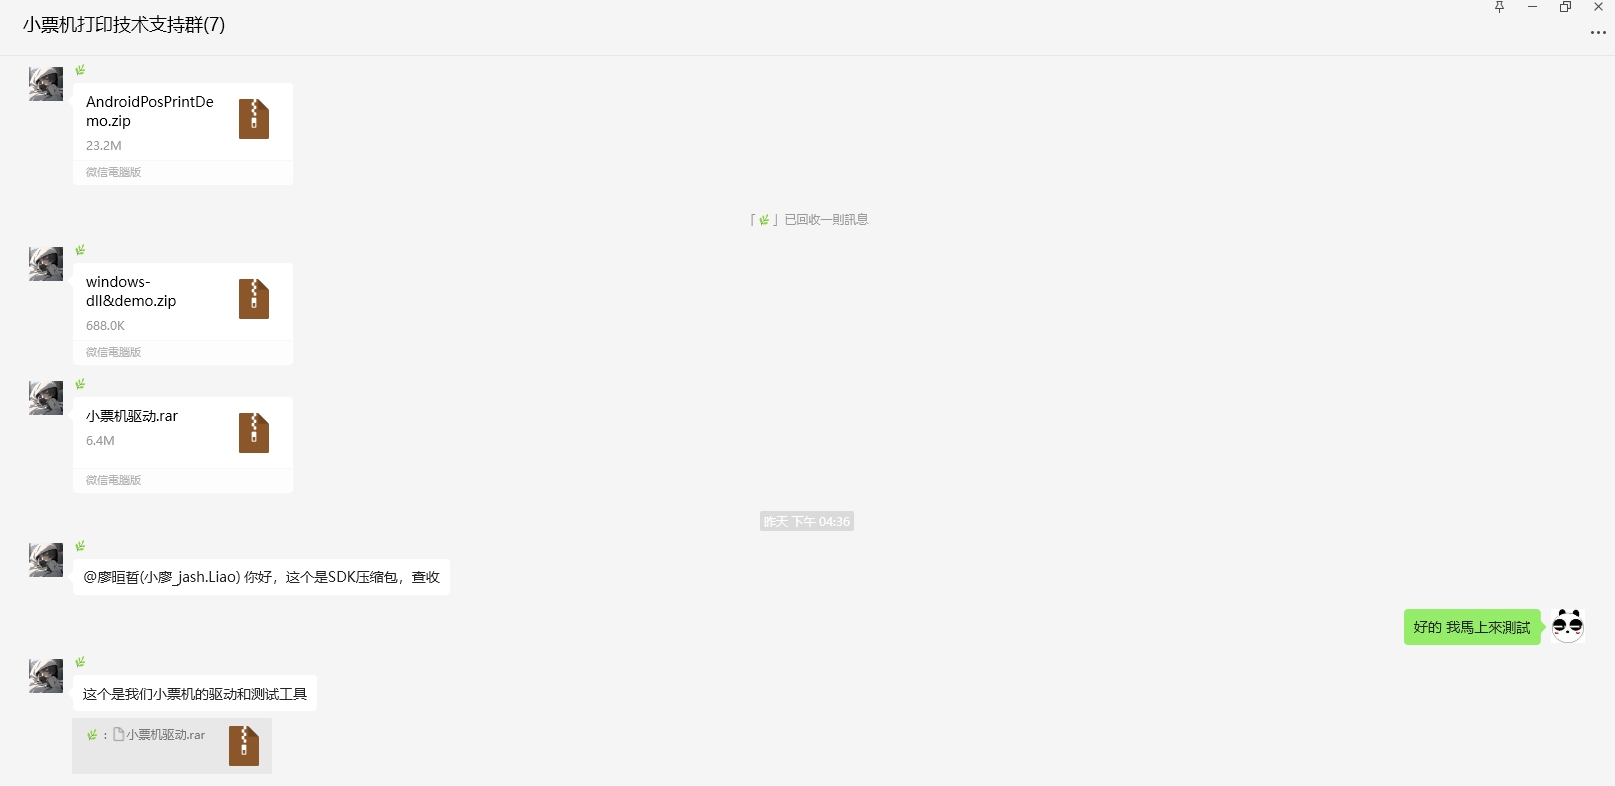 小票机打印技术支持群(7)
AndroidPosPrintDe
mo.zip
23.2M
微信電腦版
「🌿」已回收一則訊息
windows-
dll&demo.zip
688.0K
微信電腦版
小票机驱动.rar
6.4M
微信電腦版
昨天 下午 04:36
@廖晅晢(小廖_jash.Liao) 你好，这个是SDK压缩包，查收
好的 我馬上來測試
这个是我们小票机的驱动和测试工具
🌿：小票机驱动.rar